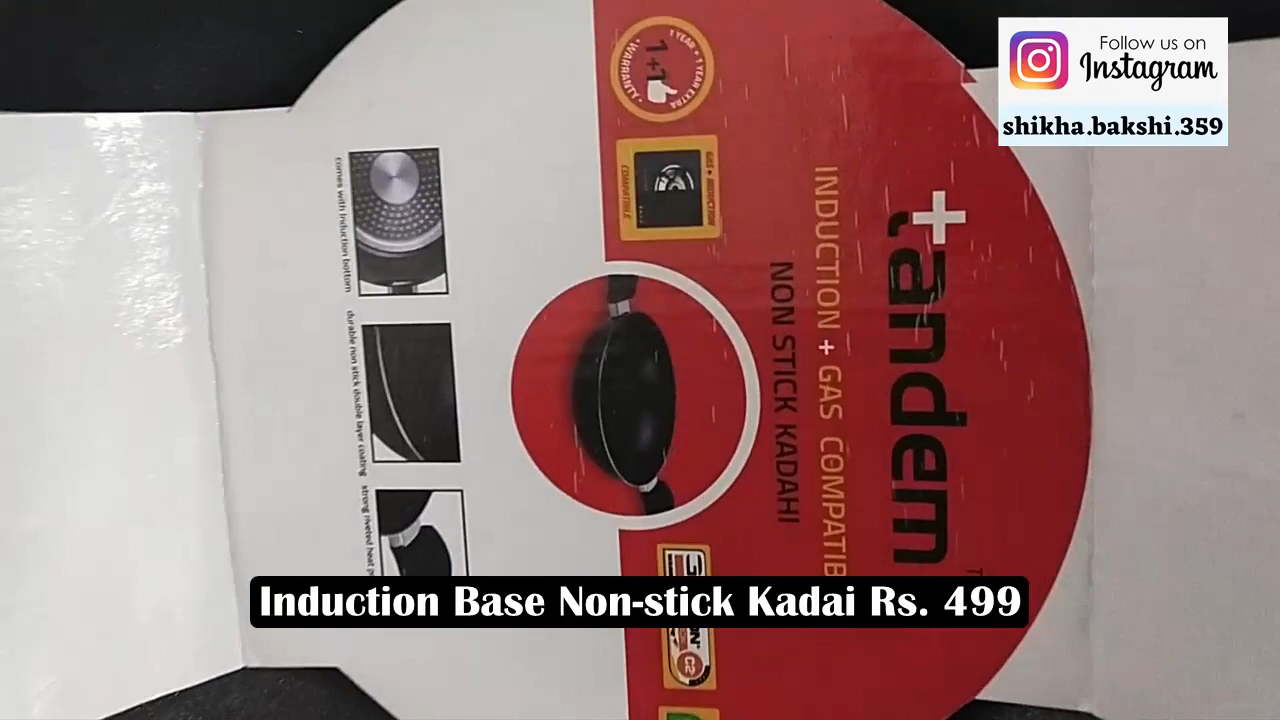 Follow us on
Instagram
shikha.bakshi.359
1 YEAR + 1 YEAR EXTRA
1+1
WARRANTY
GAS + INDUCTION
COMPATIBLE
tandem
INDUCTION + GAS COMPATIB
NON STICK KADAHI
comes with induction bottom
durable non stick double layer coating
strong riveted heat
C2
Induction Base Non-stick Kadai Rs. 499